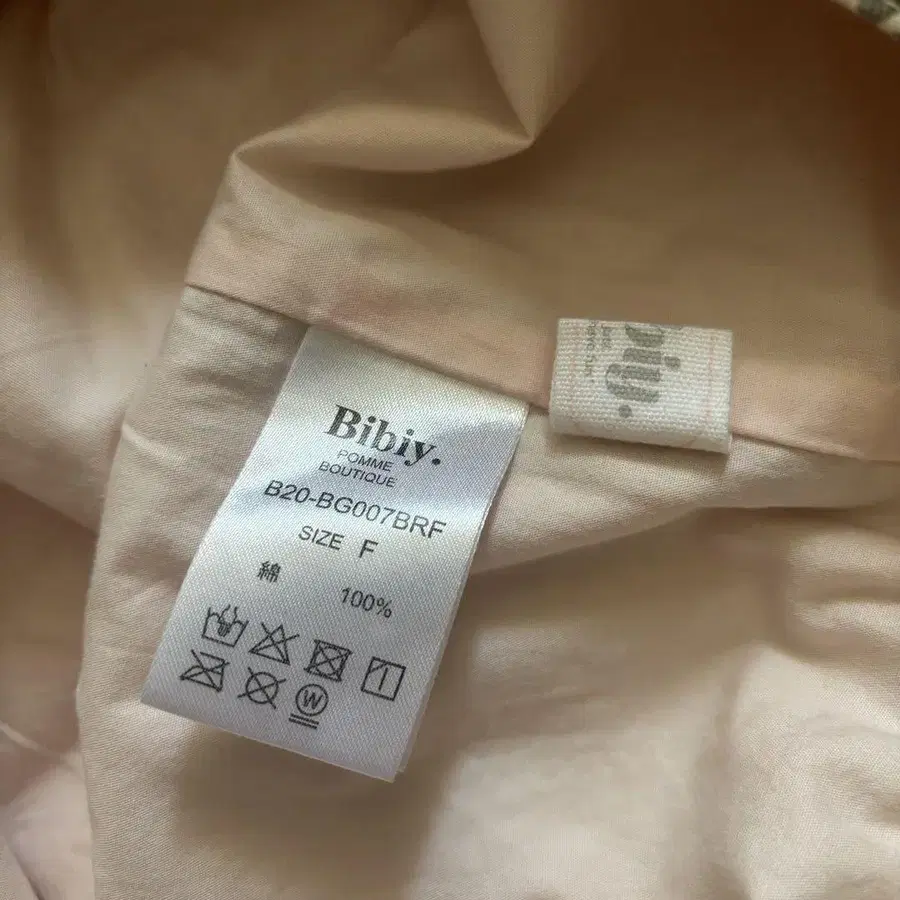 Bibiy.
POMME
BOUTIQUE
B20-BG007BRF
SIZE F
綿 100%
W